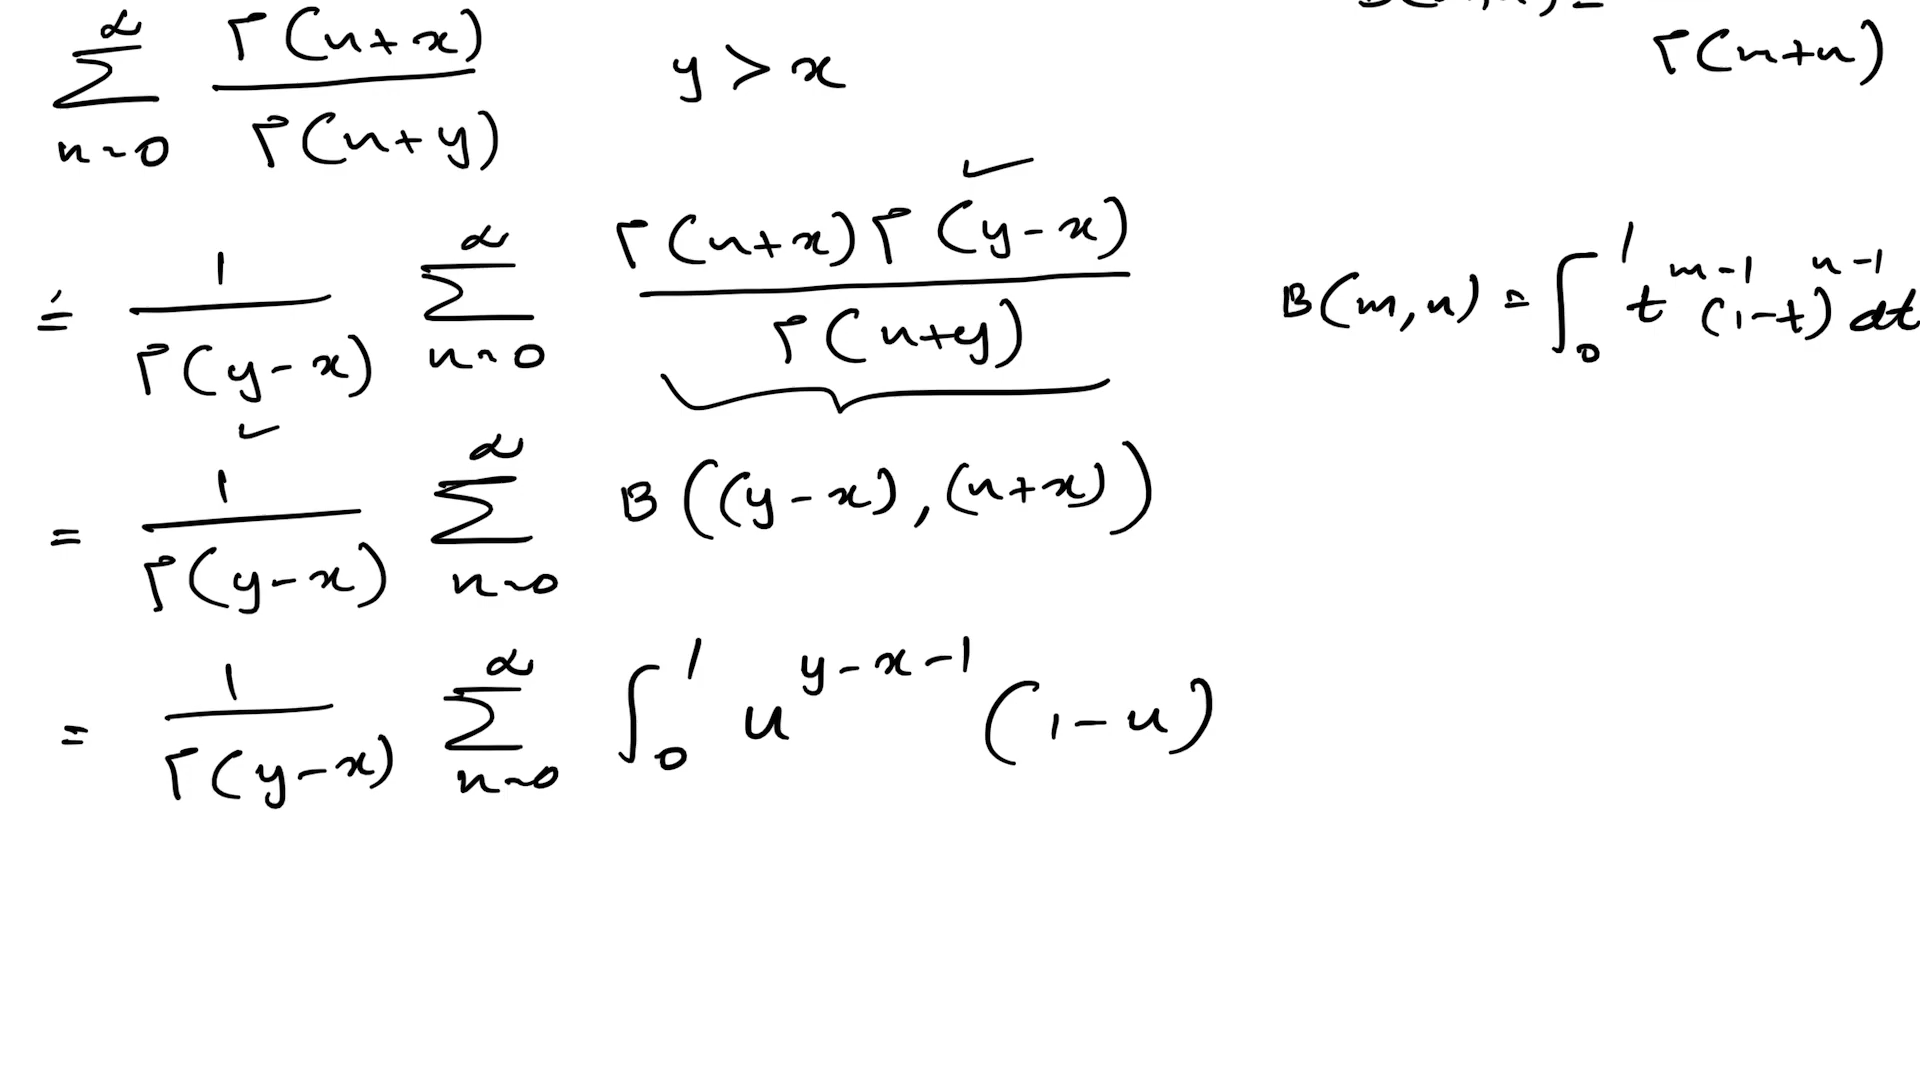 ∑_{n=0}^{∞} Γ(n+x) / Γ(n+y)    y > x    Γ(m+n)
= 1/Γ(y-x) ∑_{n=0}^{∞} Γ(n+x) Γ(y-x) / Γ(n+y)    B(m,n) = ∫_0^1 t^{m-1} (1-t)^{n-1} dt
= 1/Γ(y-x) ∑_{n=0}^{∞} B((y-x), (n+x))
= 1/Γ(y-x) ∑_{n=0}^{∞} ∫_0^1 u^{y-x-1} (1-u)